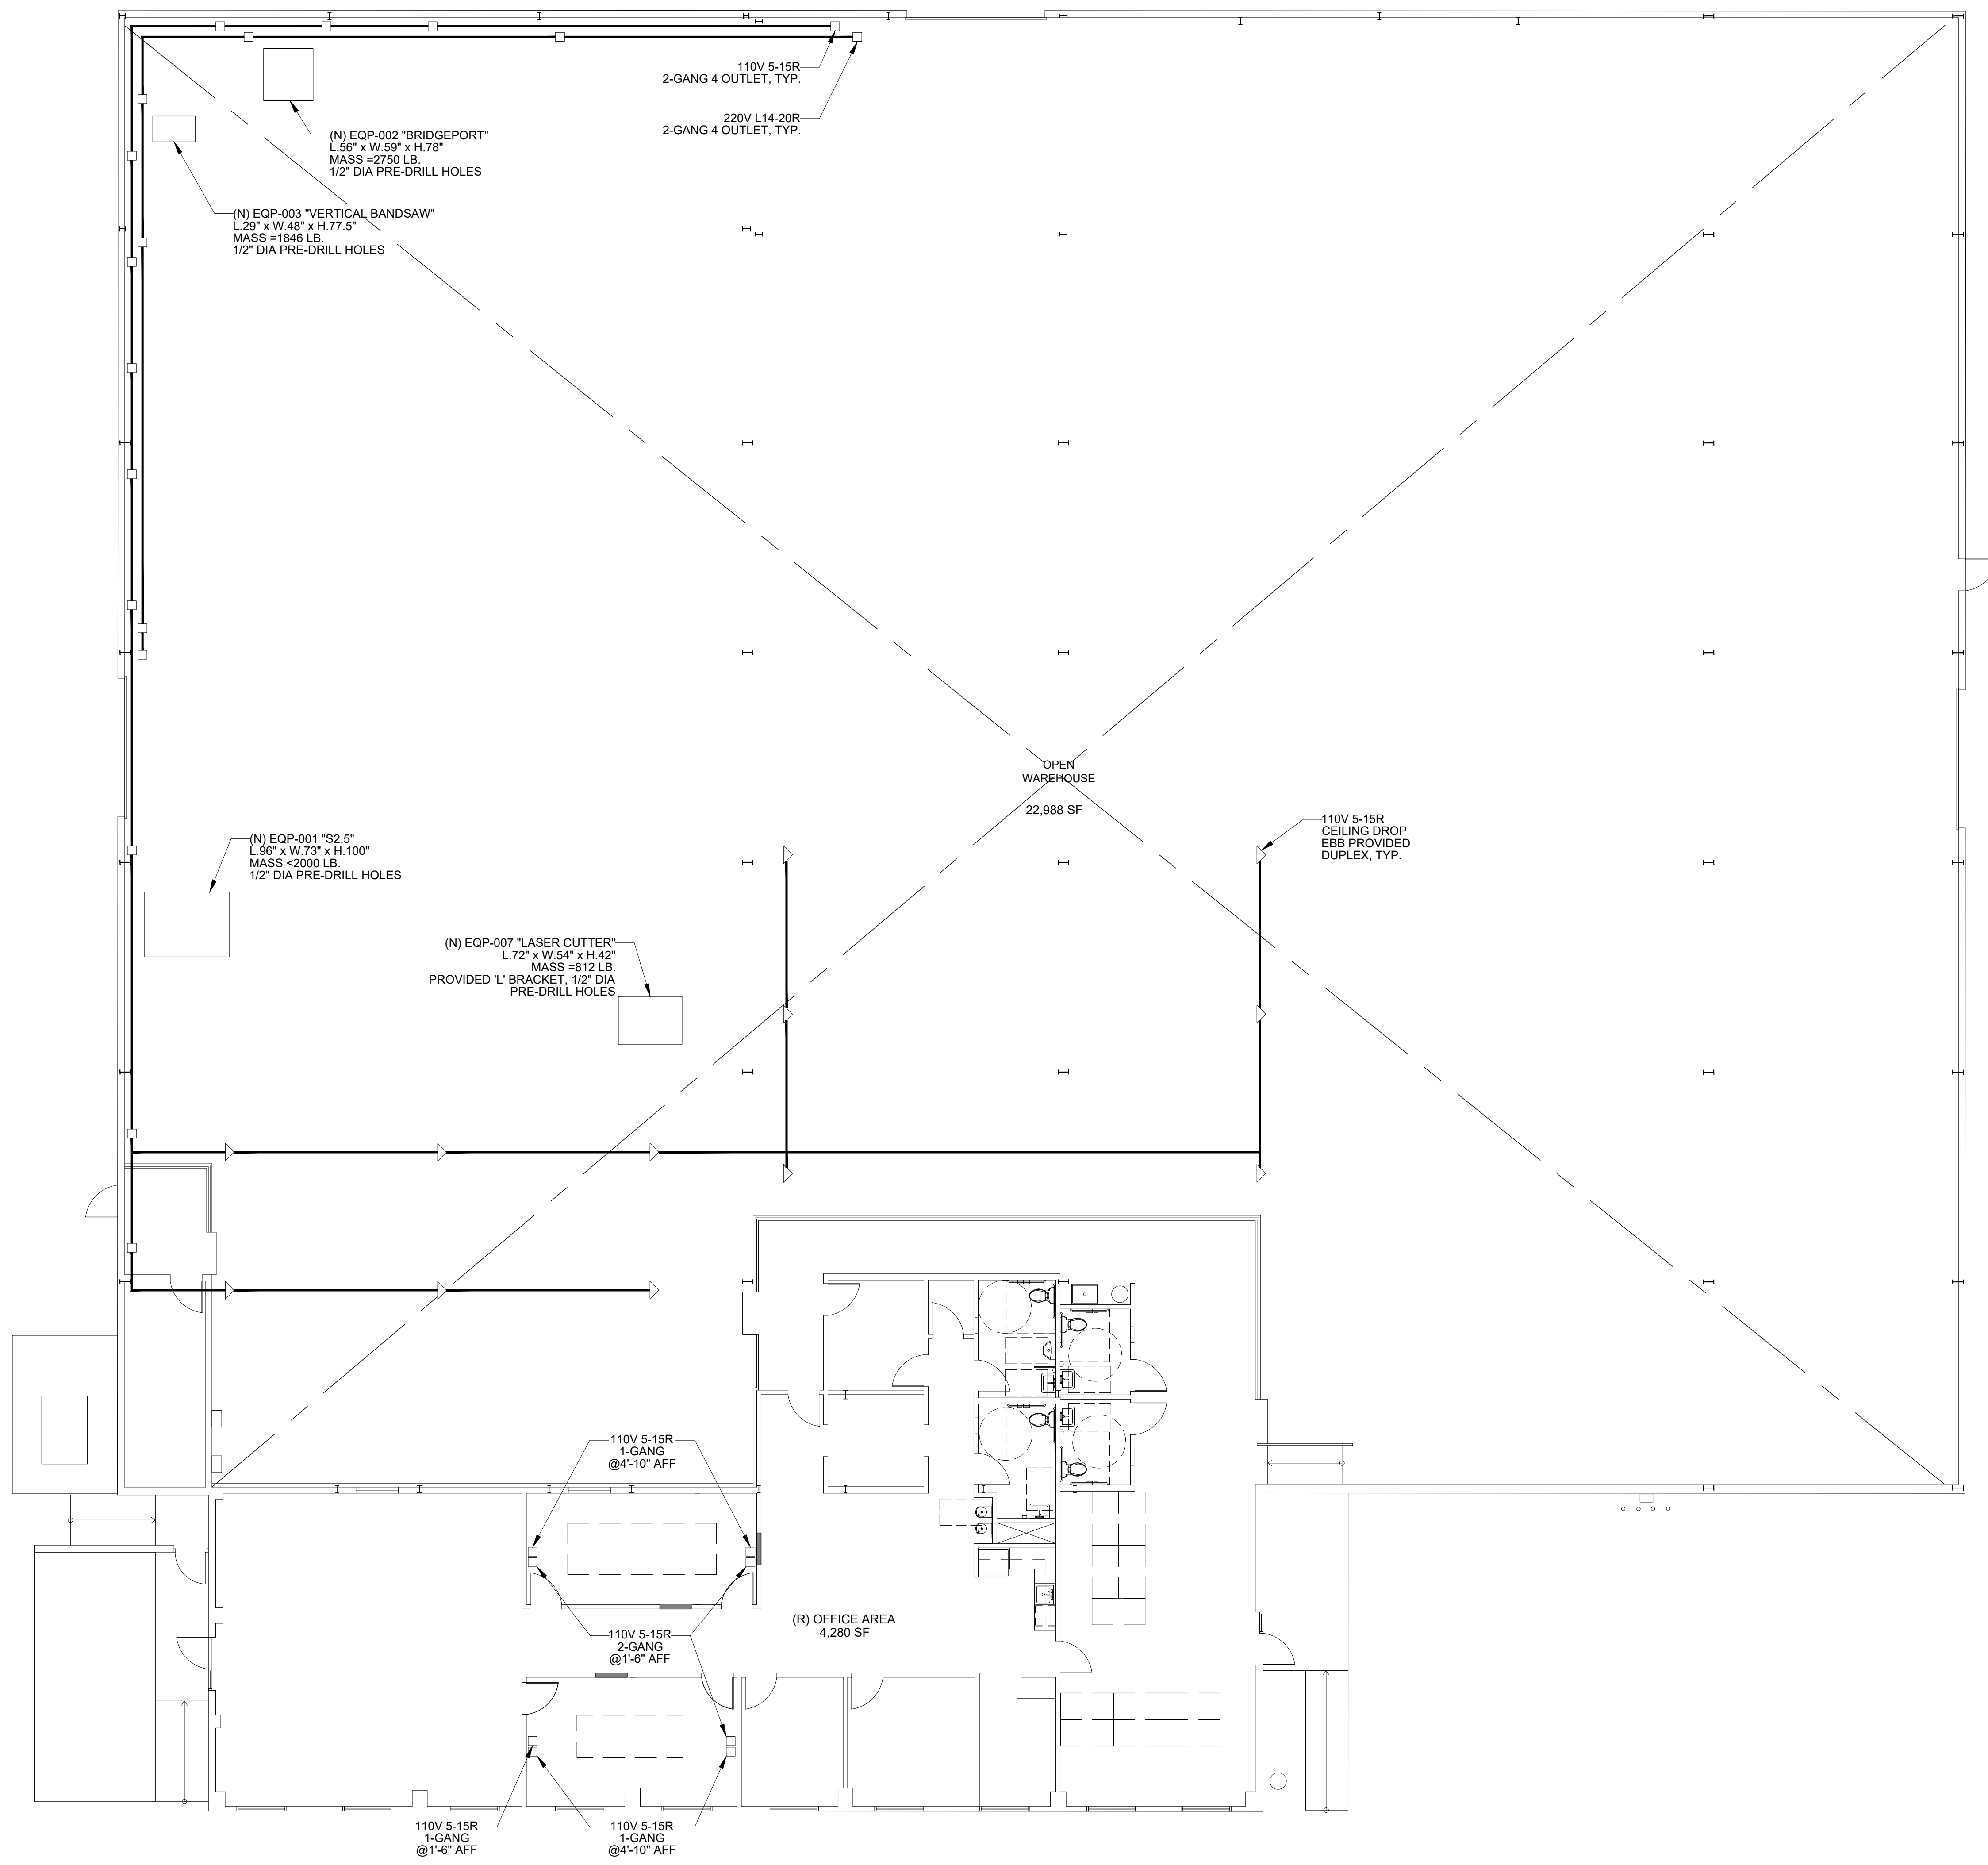 110V 5-15R
2-GANG 4 OUTLET, TYP.
220V L14-20R
2-GANG 4 OUTLET, TYP.
(N) EQP-002 "BRIDGEPORT"
L.56" x W.59" x H.78"
MASS =2750 LB.
1/2" DIA PRE-DRILL HOLES
(N) EQP-003 "VERTICAL BANDSAW"
L.29" x W.48" x H.77.5"
MASS =1846 LB.
1/2" DIA PRE-DRILL HOLES
OPEN
WAREHOUSE
22,988 SF
110V 5-15R
CEILING DROP
EBB PROVIDED
DUPLEX, TYP.
(N) EQP-001 "S2.5"
L.96" x W.73" x H.100"
MASS <2000 LB.
1/2" DIA PRE-DRILL HOLES
(N) EQP-007 "LASER CUTTER"
L.72" x W.54" x H.42"
MASS =812 LB.
PROVIDED 'L' BRACKET, 1/2" DIA
PRE-DRILL HOLES
110V 5-15R
1-GANG
@4'-10" AFF
110V 5-15R
2-GANG
@1'-6" AFF
(R) OFFICE AREA
4,280 SF
110V 5-15R
1-GANG
@1'-6" AFF
110V 5-15R
1-GANG
@4'-10" AFF